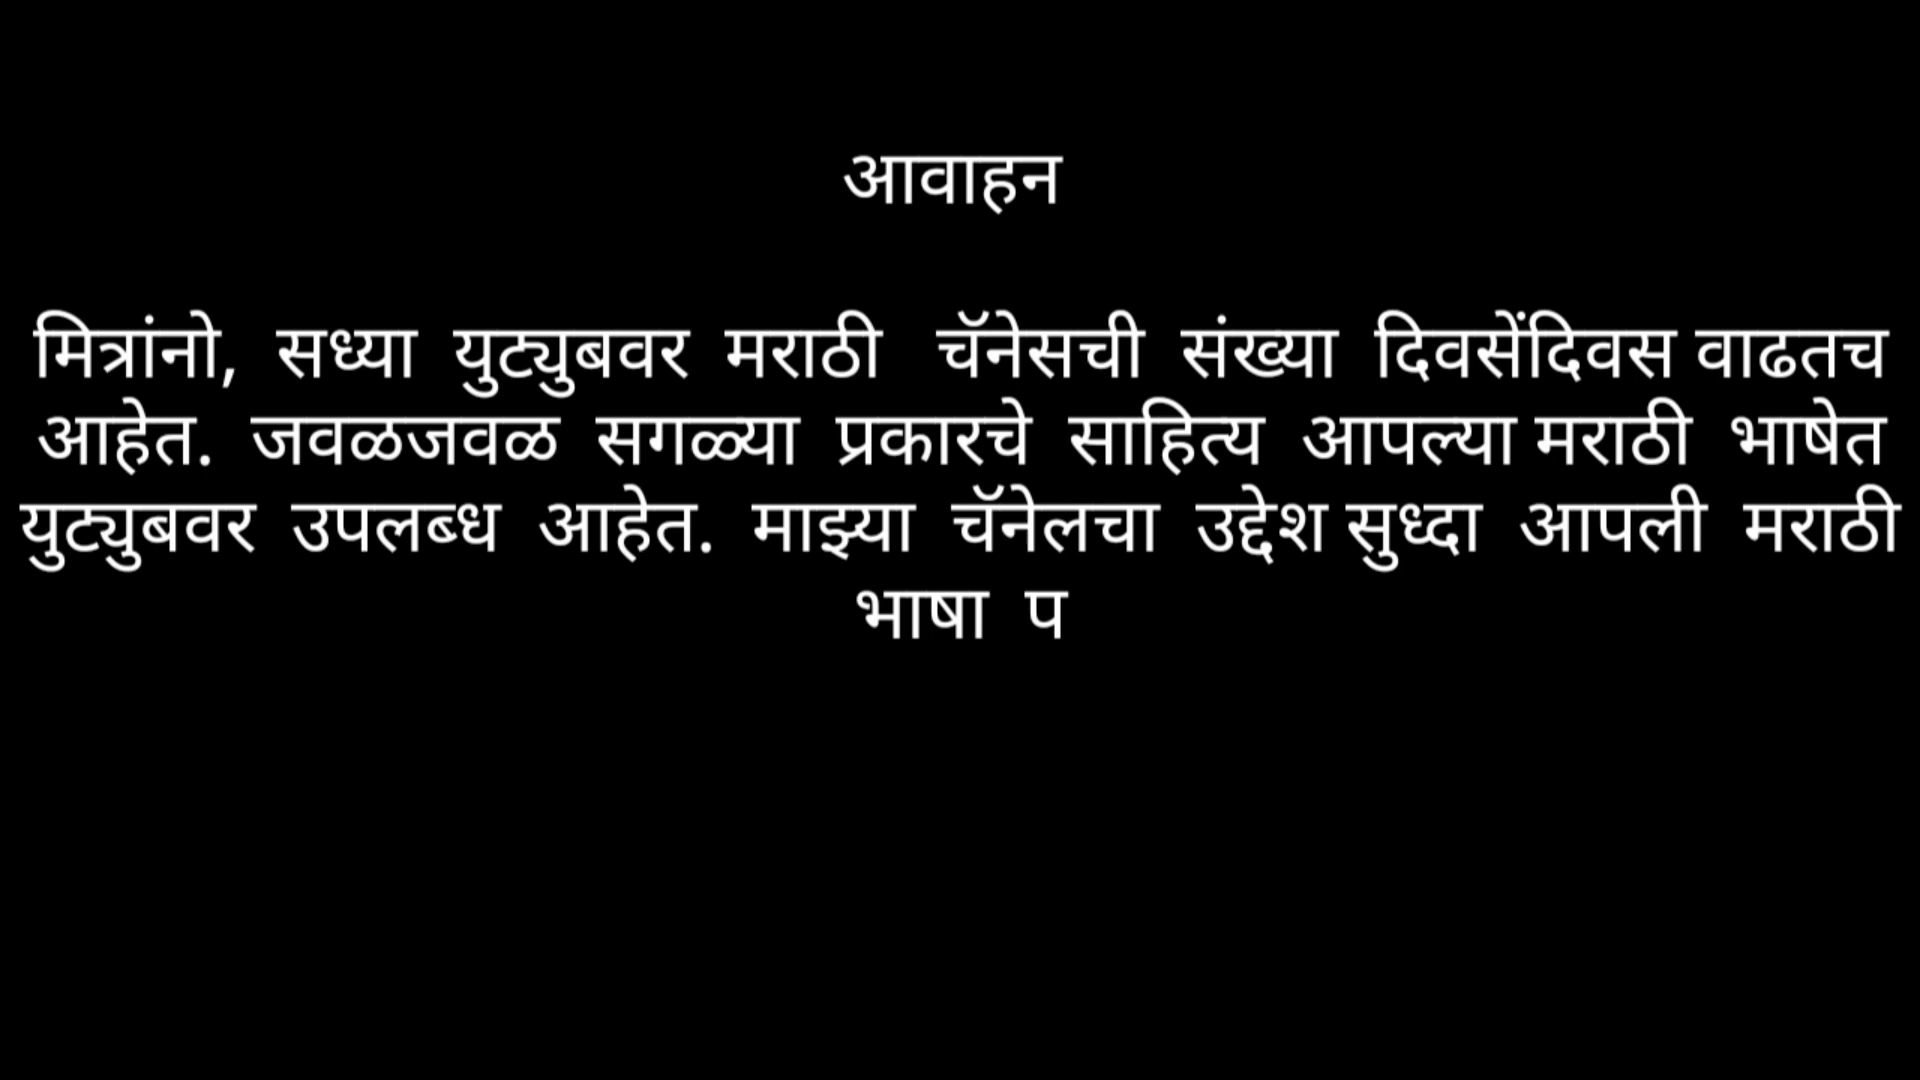 आवाहन
मित्रांनो, सध्या युट्युबवर मराठी चॅनेसची संख्या दिवसेंदिवस वाढतच
आहेत. जवळजवळ सगळ्या प्रकारचे साहित्य आपल्या मराठी भाषेत
युट्युबवर उपलब्ध आहेत. माझ्या चॅनेलचा उद्देश सुध्दा आपली मराठी
भाषा प